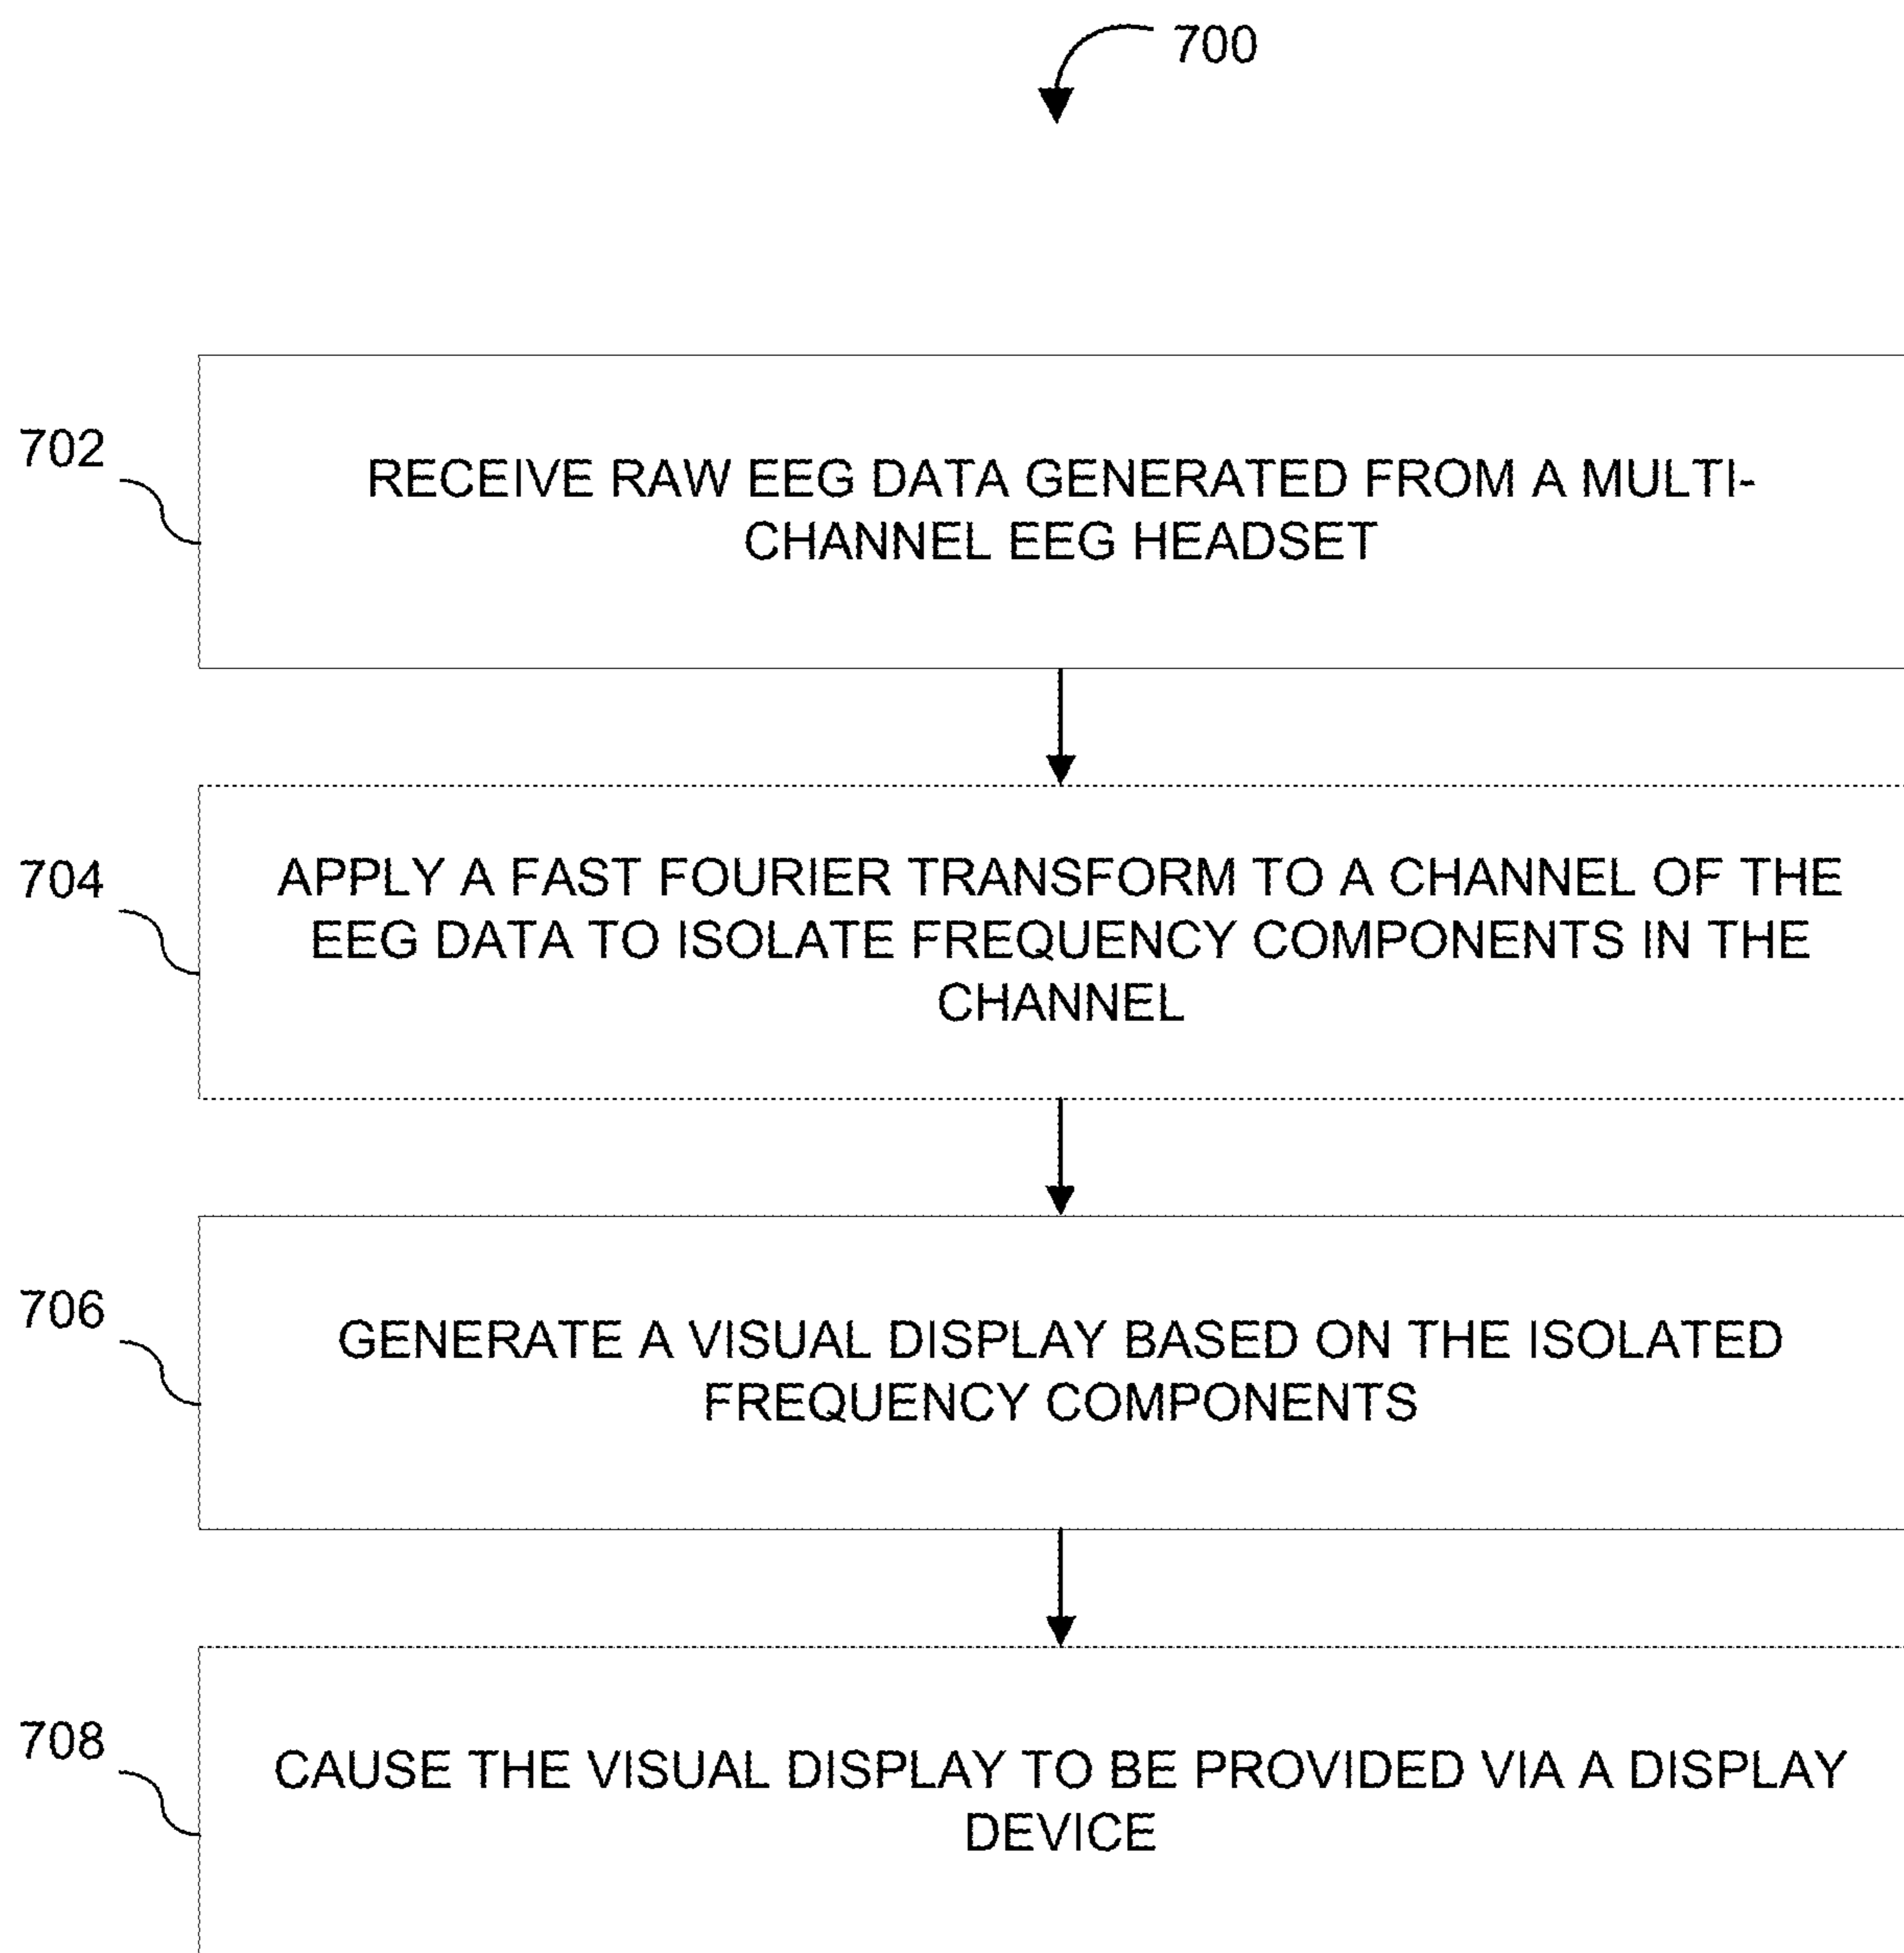 700
702
RECEIVE RAW EEG DATA GENERATED FROM A MULTI-
CHANNEL EEG HEADSET
704
APPLY A FAST FOURIER TRANSFORM TO A CHANNEL OF THE
EEG DATA TO ISOLATE FREQUENCY COMPONENTS IN THE
CHANNEL
706
GENERATE A VISUAL DISPLAY BASED ON THE ISOLATED
FREQUENCY COMPONENTS
708
CAUSE THE VISUAL DISPLAY TO BE PROVIDED VIA A DISPLAY
DEVICE